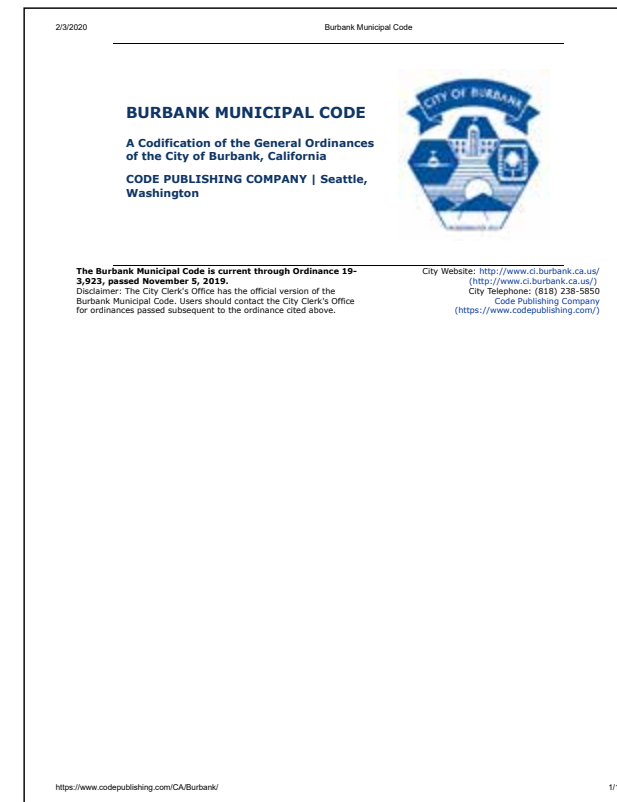 2/3/2020 Burbank Municipal Code
BURBANK MUNICIPAL CODE
A Codification of the General Ordinances
of the City of Burbank, California
CODE PUBLISHING COMPANY | Seattle,
Washington
CITY OF BURBANK
The Burbank Municipal Code is current through Ordinance 19-
3,923, passed November 5, 2019.
Disclaimer: The City Clerk's Office has the official version of the
Burbank Municipal Code. Users should contact the City Clerk's Office
for ordinances passed subsequent to the ordinance cited above.
City Website: http://www.ci.burbank.ca.us/
(http://www.ci.burbank.ca.us/)
City Telephone: (818) 238-5850
Code Publishing Company
(https://www.codepublishing.com/)
https://www.codepublishing.com/CA/Burbank/